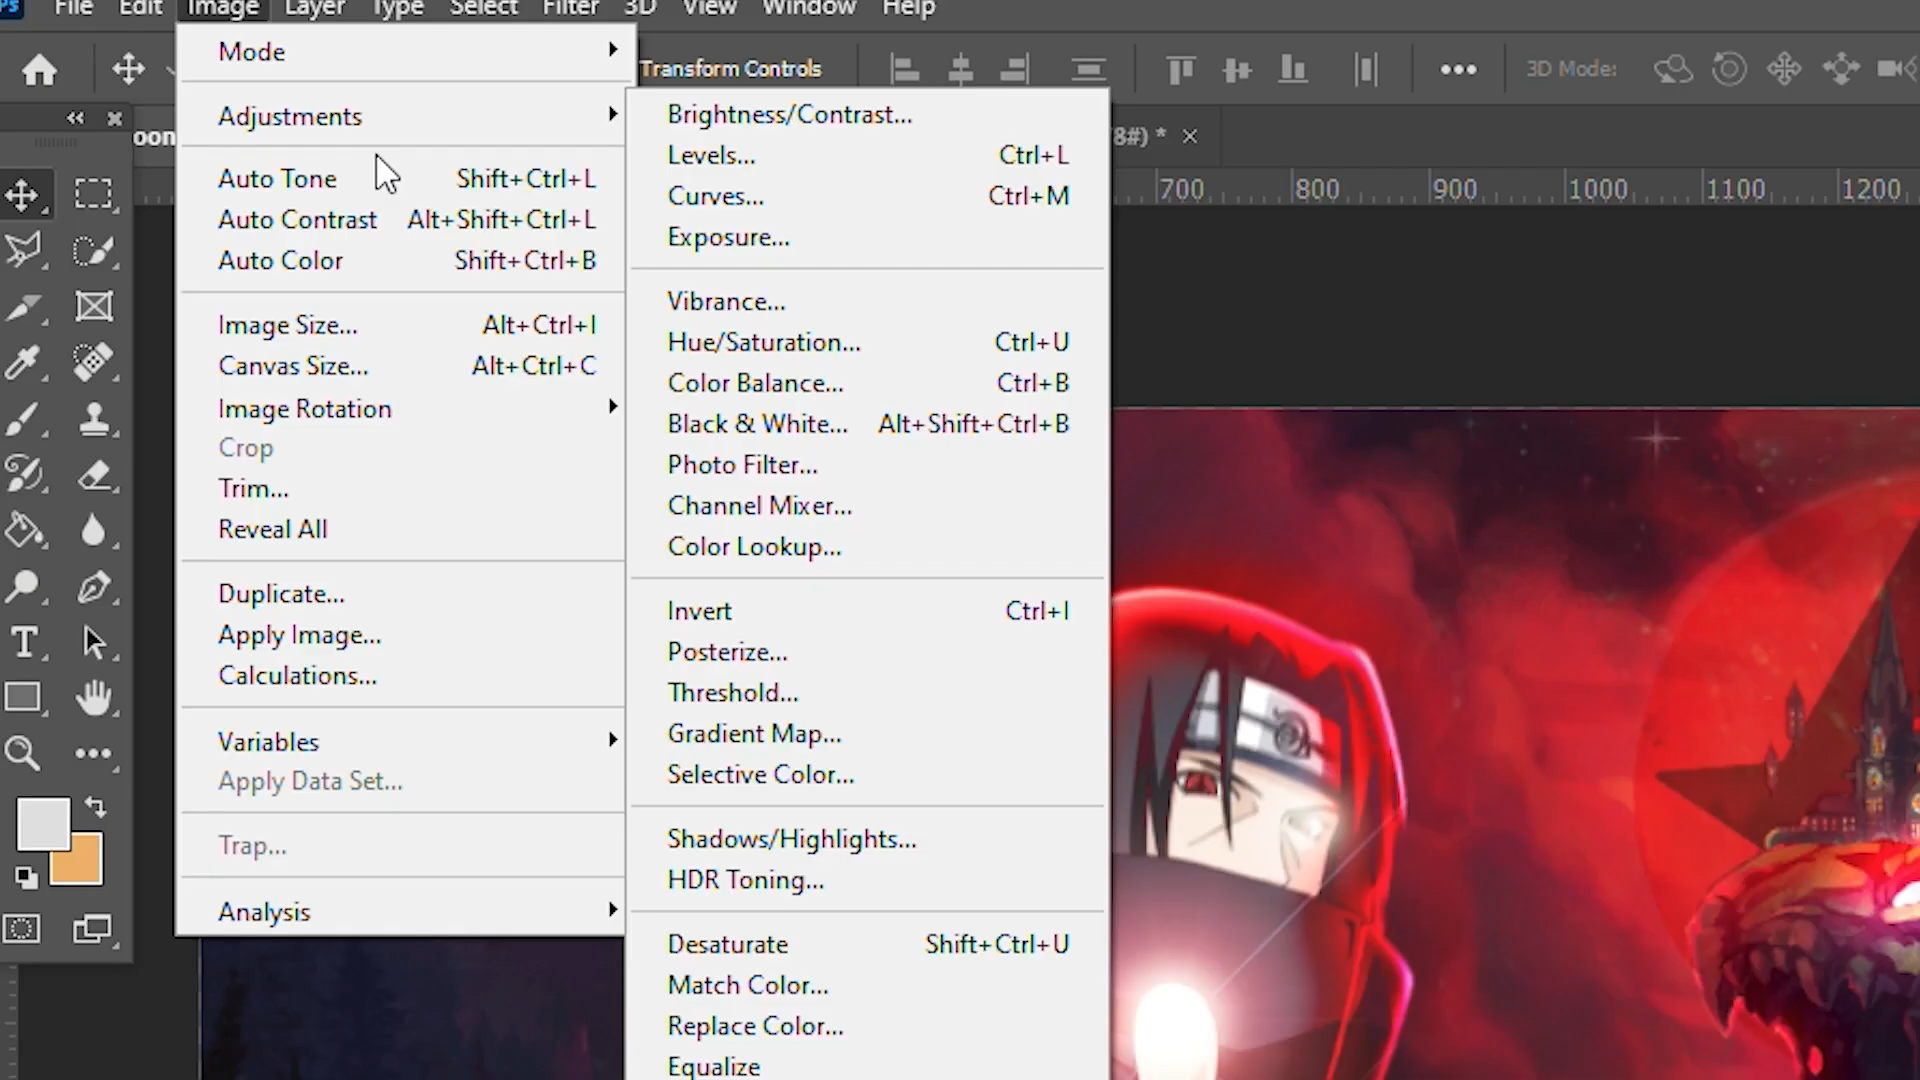 Ps File Edit Image Layer Type Select Filter 3D View Window Help
Transform Controls
3D Mode:
8#) *
700 800 900 1000 1100 1200
Mode
Adjustments
Auto Tone Shift+Ctrl+L
Auto Contrast Alt+Shift+Ctrl+L
Auto Color Shift+Ctrl+B
Image Size... Alt+Ctrl+I
Canvas Size... Alt+Ctrl+C
Image Rotation
Crop
Trim...
Reveal All
Duplicate...
Apply Image...
Calculations...
Variables
Apply Data Set...
Trap...
Analysis
Brightness/Contrast...
Levels... Ctrl+L
Curves... Ctrl+M
Exposure...
Vibrance...
Hue/Saturation... Ctrl+U
Color Balance... Ctrl+B
Black & White... Alt+Shift+Ctrl+B
Photo Filter...
Channel Mixer...
Color Lookup...
Invert Ctrl+I
Posterize...
Threshold...
Gradient Map...
Selective Color...
Shadows/Highlights...
HDR Toning...
Desaturate Shift+Ctrl+U
Match Color...
Replace Color...
Equalize